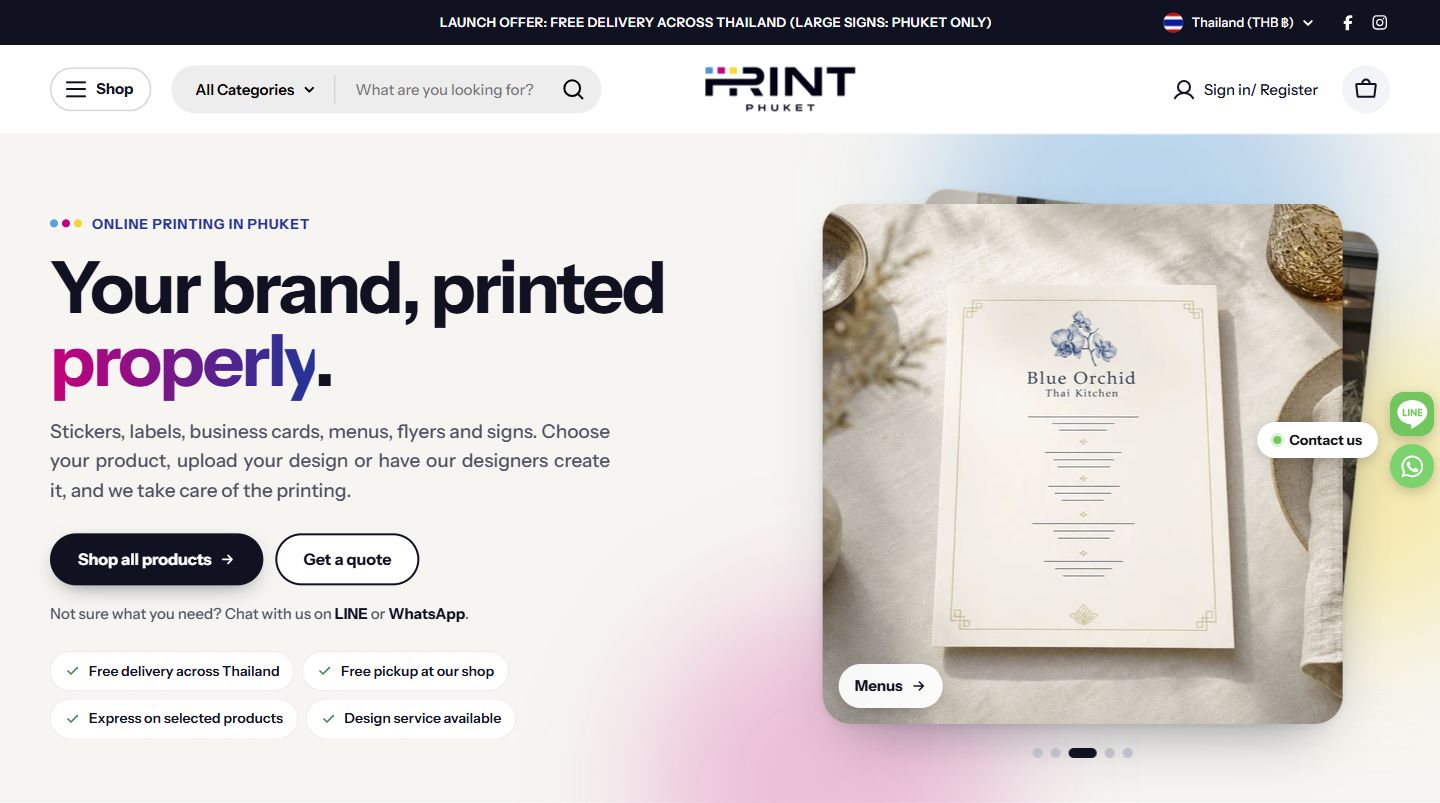 LAUNCH OFFER: FREE DELIVERY ACROSS THAILAND (LARGE SIGNS: PHUKET ONLY)
Thailand (THB ฿)
Shop
All Categories
What are you looking for?
PRINT
PHUKET
Sign in/ Register
ONLINE PRINTING IN PHUKET
Your brand, printed
properly.
Stickers, labels, business cards, menus, flyers and signs. Choose
your product, upload your design or have our designers create
it, and we take care of the printing.
Shop all products
Get a quote
Not sure what you need? Chat with us on LINE or WhatsApp.
Free delivery across Thailand
Free pickup at our shop
Express on selected products
Design service available
Blue Orchid
Thai Kitchen
Menus
LINE
Contact us